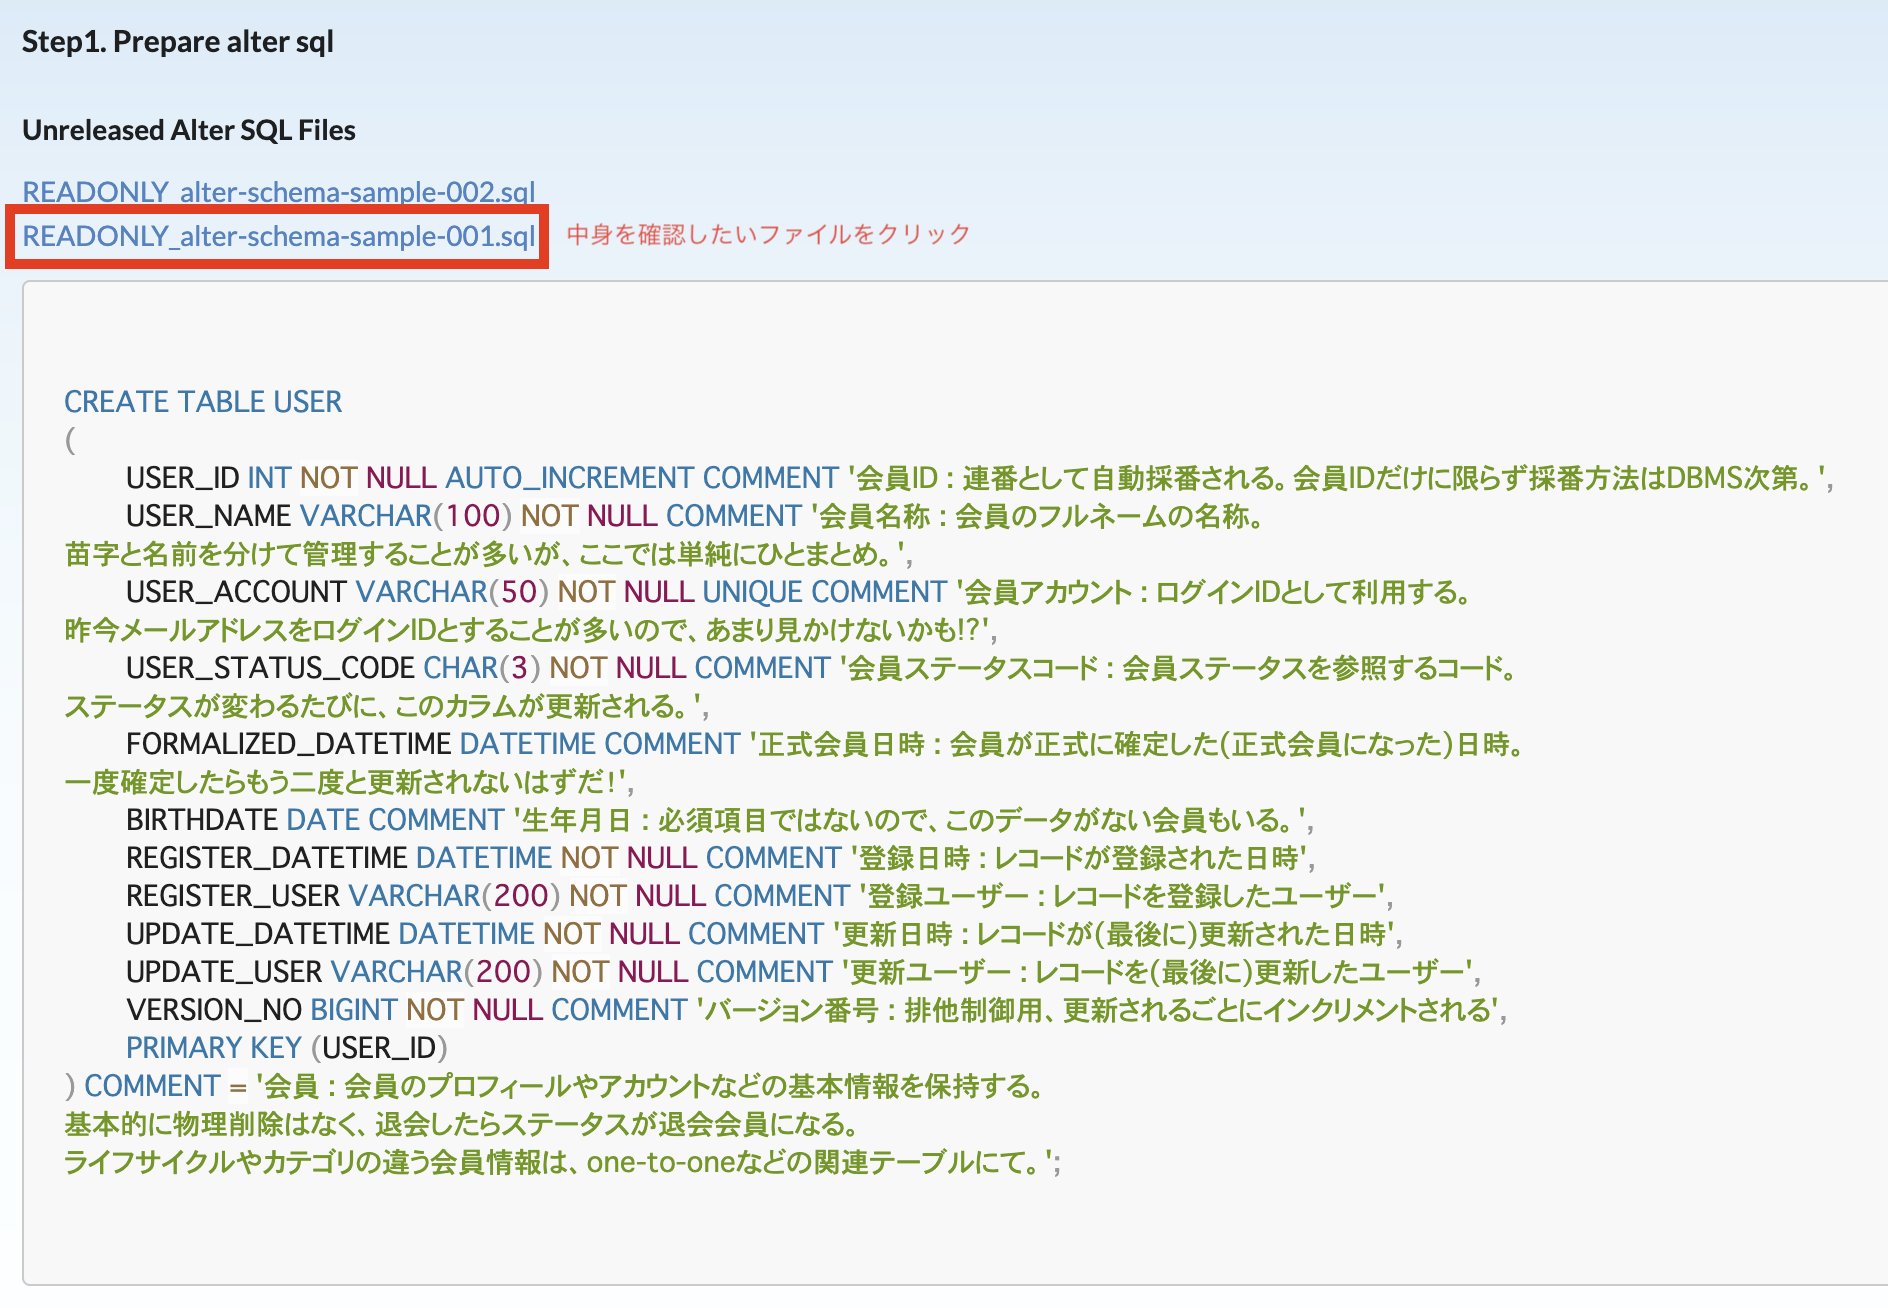 Step1. Prepare alter sql
Unreleased Alter SQL Files
READONLY_alter-schema-sample-002.sql
READONLY_alter-schema-sample-001.sql 中身を確認したいファイルをクリック
CREATE TABLE USER
(
USER_ID INT NOT NULL AUTO_INCREMENT COMMENT '会員ID : 連番として自動採番される。会員IDだけに限らず採番方法はDBMS次第。',
USER_NAME VARCHAR(100) NOT NULL COMMENT '会員名称 : 会員のフルネームの名称。
苗字と名前を分けて管理することが多いが、ここでは単純にひとまとめ。',
USER_ACCOUNT VARCHAR(50) NOT NULL UNIQUE COMMENT '会員アカウント : ログインIDとして利用する。
昨今メールアドレスをログインIDとすることが多いので、あまり見かけないかも!?',
USER_STATUS_CODE CHAR(3) NOT NULL COMMENT '会員ステータスコード : 会員ステータスを参照するコード。
ステータスが変わるたびに、このカラムが更新される。',
FORMALIZED_DATETIME DATETIME COMMENT '正式会員日時 : 会員が正式に確定した(正式会員になった)日時。
一度確定したらもう二度と更新されないはずだ!',
BIRTHDATE DATE COMMENT '生年月日 : 必須項目ではないので、このデータがない会員もいる。',
REGISTER_DATETIME DATETIME NOT NULL COMMENT '登録日時 : レコードが登録された日時',
REGISTER_USER VARCHAR(200) NOT NULL COMMENT '登録ユーザー : レコードを登録したユーザー',
UPDATE_DATETIME DATETIME NOT NULL COMMENT '更新日時 : レコードが(最後に)更新された日時',
UPDATE_USER VARCHAR(200) NOT NULL COMMENT '更新ユーザー : レコードを(最後に)更新したユーザー',
VERSION_NO BIGINT NOT NULL COMMENT 'バージョン番号 : 排他制御用、更新されるごとにインクリメントされる',
PRIMARY KEY (USER_ID)
) COMMENT = '会員 : 会員のプロフィールやアカウントなどの基本情報を保持する。
基本的に物理削除はなく、退会したらステータスが退会会員になる。
ライフサイクルやカテゴリの違う会員情報は、one-to-oneなどの関連テーブルにて。';